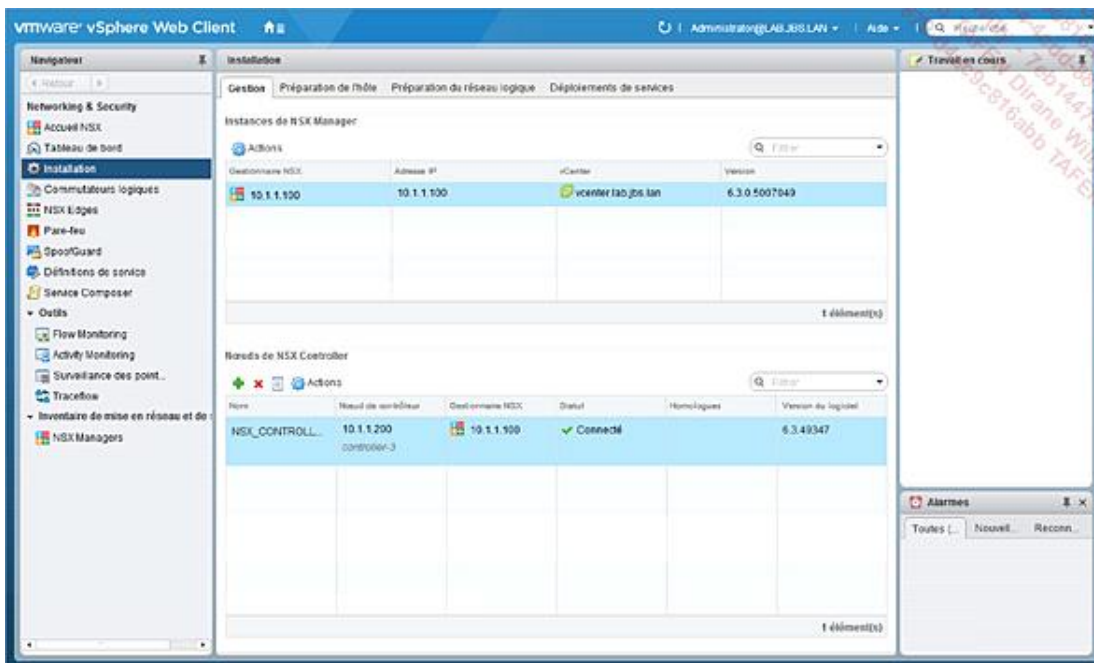 vmware vSphere Web Client
Administrator@LAB.JBS.LAN
Aide
Navigateur
Retour
Networking & Security
Accueil NSX
Tableau de bord
Installation
Commutateurs logiques
NSX Edges
Pare-feu
SpoofGuard
Définitions de service
Service Composer
Outils
Flow Monitoring
Activity Monitoring
Surveillance des point...
Traceflow
Inventaire de mise en réseau et de
NSX Managers
Installation
Gestion Préparation de l'hôte Préparation du réseau logique Déploiements de services
Instances de NSX Manager
Actions Filtrer
Gestionnaire NSX Adresse IP vCenter Version
10.1.1.100 10.1.1.100 vcenter.lab.jbs.lan 6.3.0.5007049
1 élément(s)
Nœuds de NSX Controller
Actions Filtrer
Nom Nœud de contrôleur Gestionnaire NSX Statut Homologues Version du logiciel
NSX_CONTROLL... 10.1.1.200 10.1.1.100 Connecté 6.3.49347
controller-3
1 élément(s)
Travail en cours
Alarmes
Toutes (... Nouvell... Reconn...